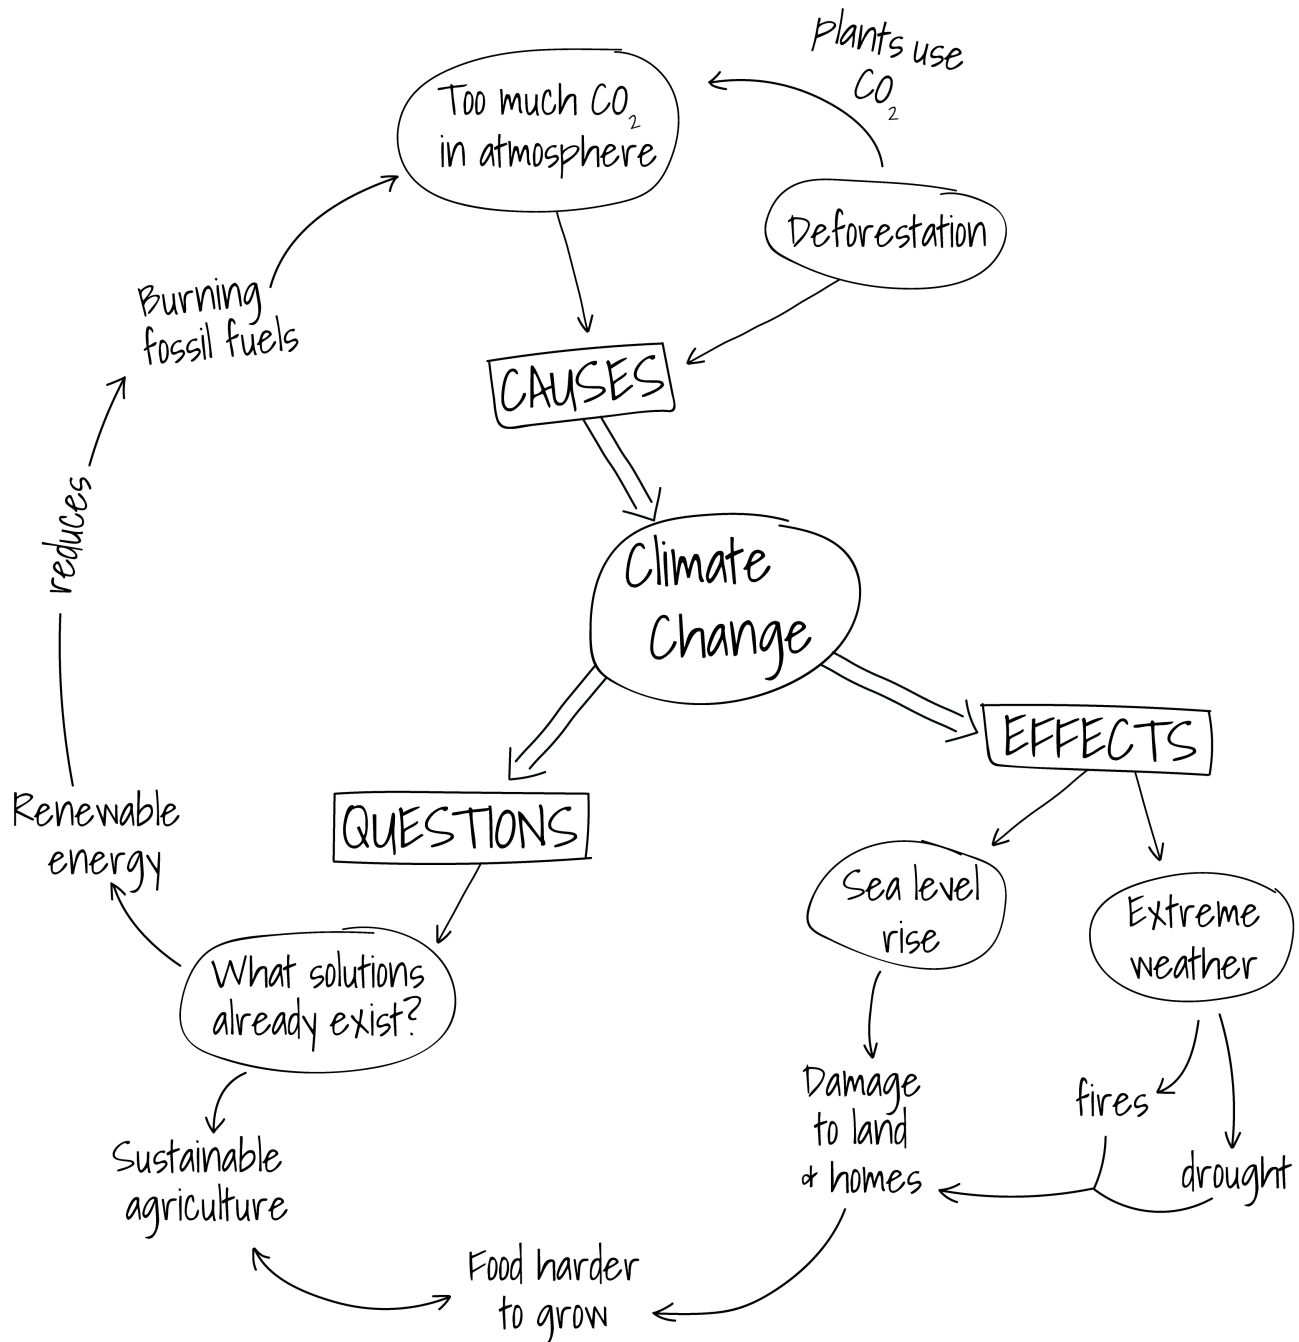 plants use
CO2
Too much CO2
in atmosphere
Deforestation
Burning
fossil fuels
CAUSES
reduces
Climate
Change
EFFECTS
QUESTIONS
Renewable
energy
Sea level
rise
Extreme
weather
What solutions
already exist?
Damage
to land
& homes
fires
drought
Sustainable
agriculture
Food harder
to grow